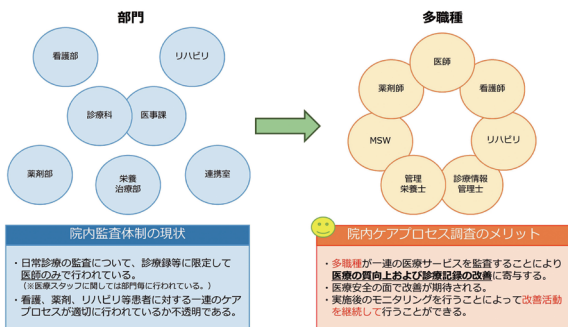 部門
看護部
リハビリ
診療科
医事課
薬剤部
栄養
治療部
連携室
多職種
医師
薬剤師
看護師
MSW
リハビリ
管理
栄養士
診療情報
管理士
院内監査体制の現状
・日常診療の監査について、診療録等に限定して
医師のみで行われている。
（※医療スタッフに関しては部門毎に行われている。）
・看護、薬剤、リハビリ等患者に対する一連のケア
プロセスが適切に行われているか不透明である。
院内ケアプロセス調査のメリット
・多職種が一連の医療サービスを監査することにより
医療の質向上および診療記録の改善に寄与する。
・医療安全の面で改善が期待される。
・実施後のモニタリングを行うことによって改善活動
を継続して行うことができる。